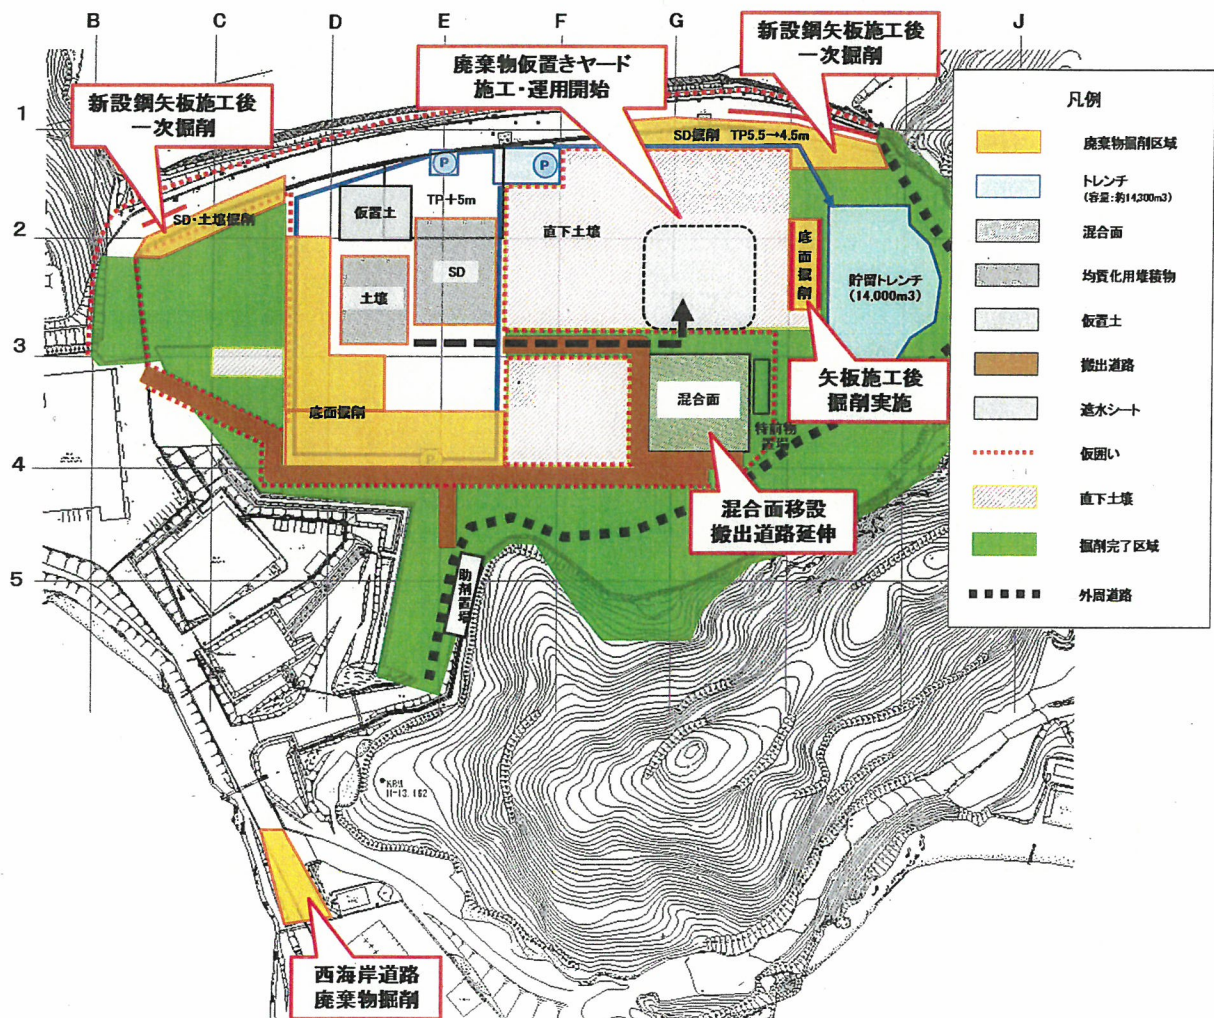 B
C
D
E
F
G
J
1
2
3
4
5
新設鋼矢板施工後
一次掘削
廃棄物仮置きヤード
施工・運用開始
新設鋼矢板施工後
一次掘削
SD掘削 TP5.5→4.5m
SD・土壌掘削
P
P
仮置土
TP+5m
直下土壌
SD
土壌
底面掘削
貯留トレンチ
(14,000m3)
矢板施工後
掘削実施
混合面
特前物
置場
底面掘削
P
混合面移設
搬出道路延伸
助剤置場
西海岸道路
廃棄物掘削
凡例
廃棄物掘削区域
トレンチ
(容量:約14,300m3)
混合面
均質化用堆積物
仮置土
搬出道路
遮水シート
仮囲い
直下土壌
掘削完了区域
外周道路